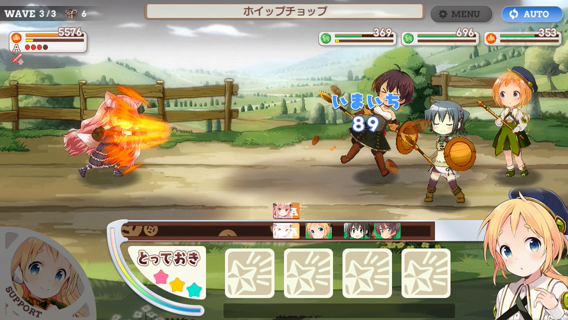 WAVE 3/3 6
ホイップチョップ
MENU
AUTO
5576
369
696
353
A
いまいち
89
A
とっておき
SUPPORT